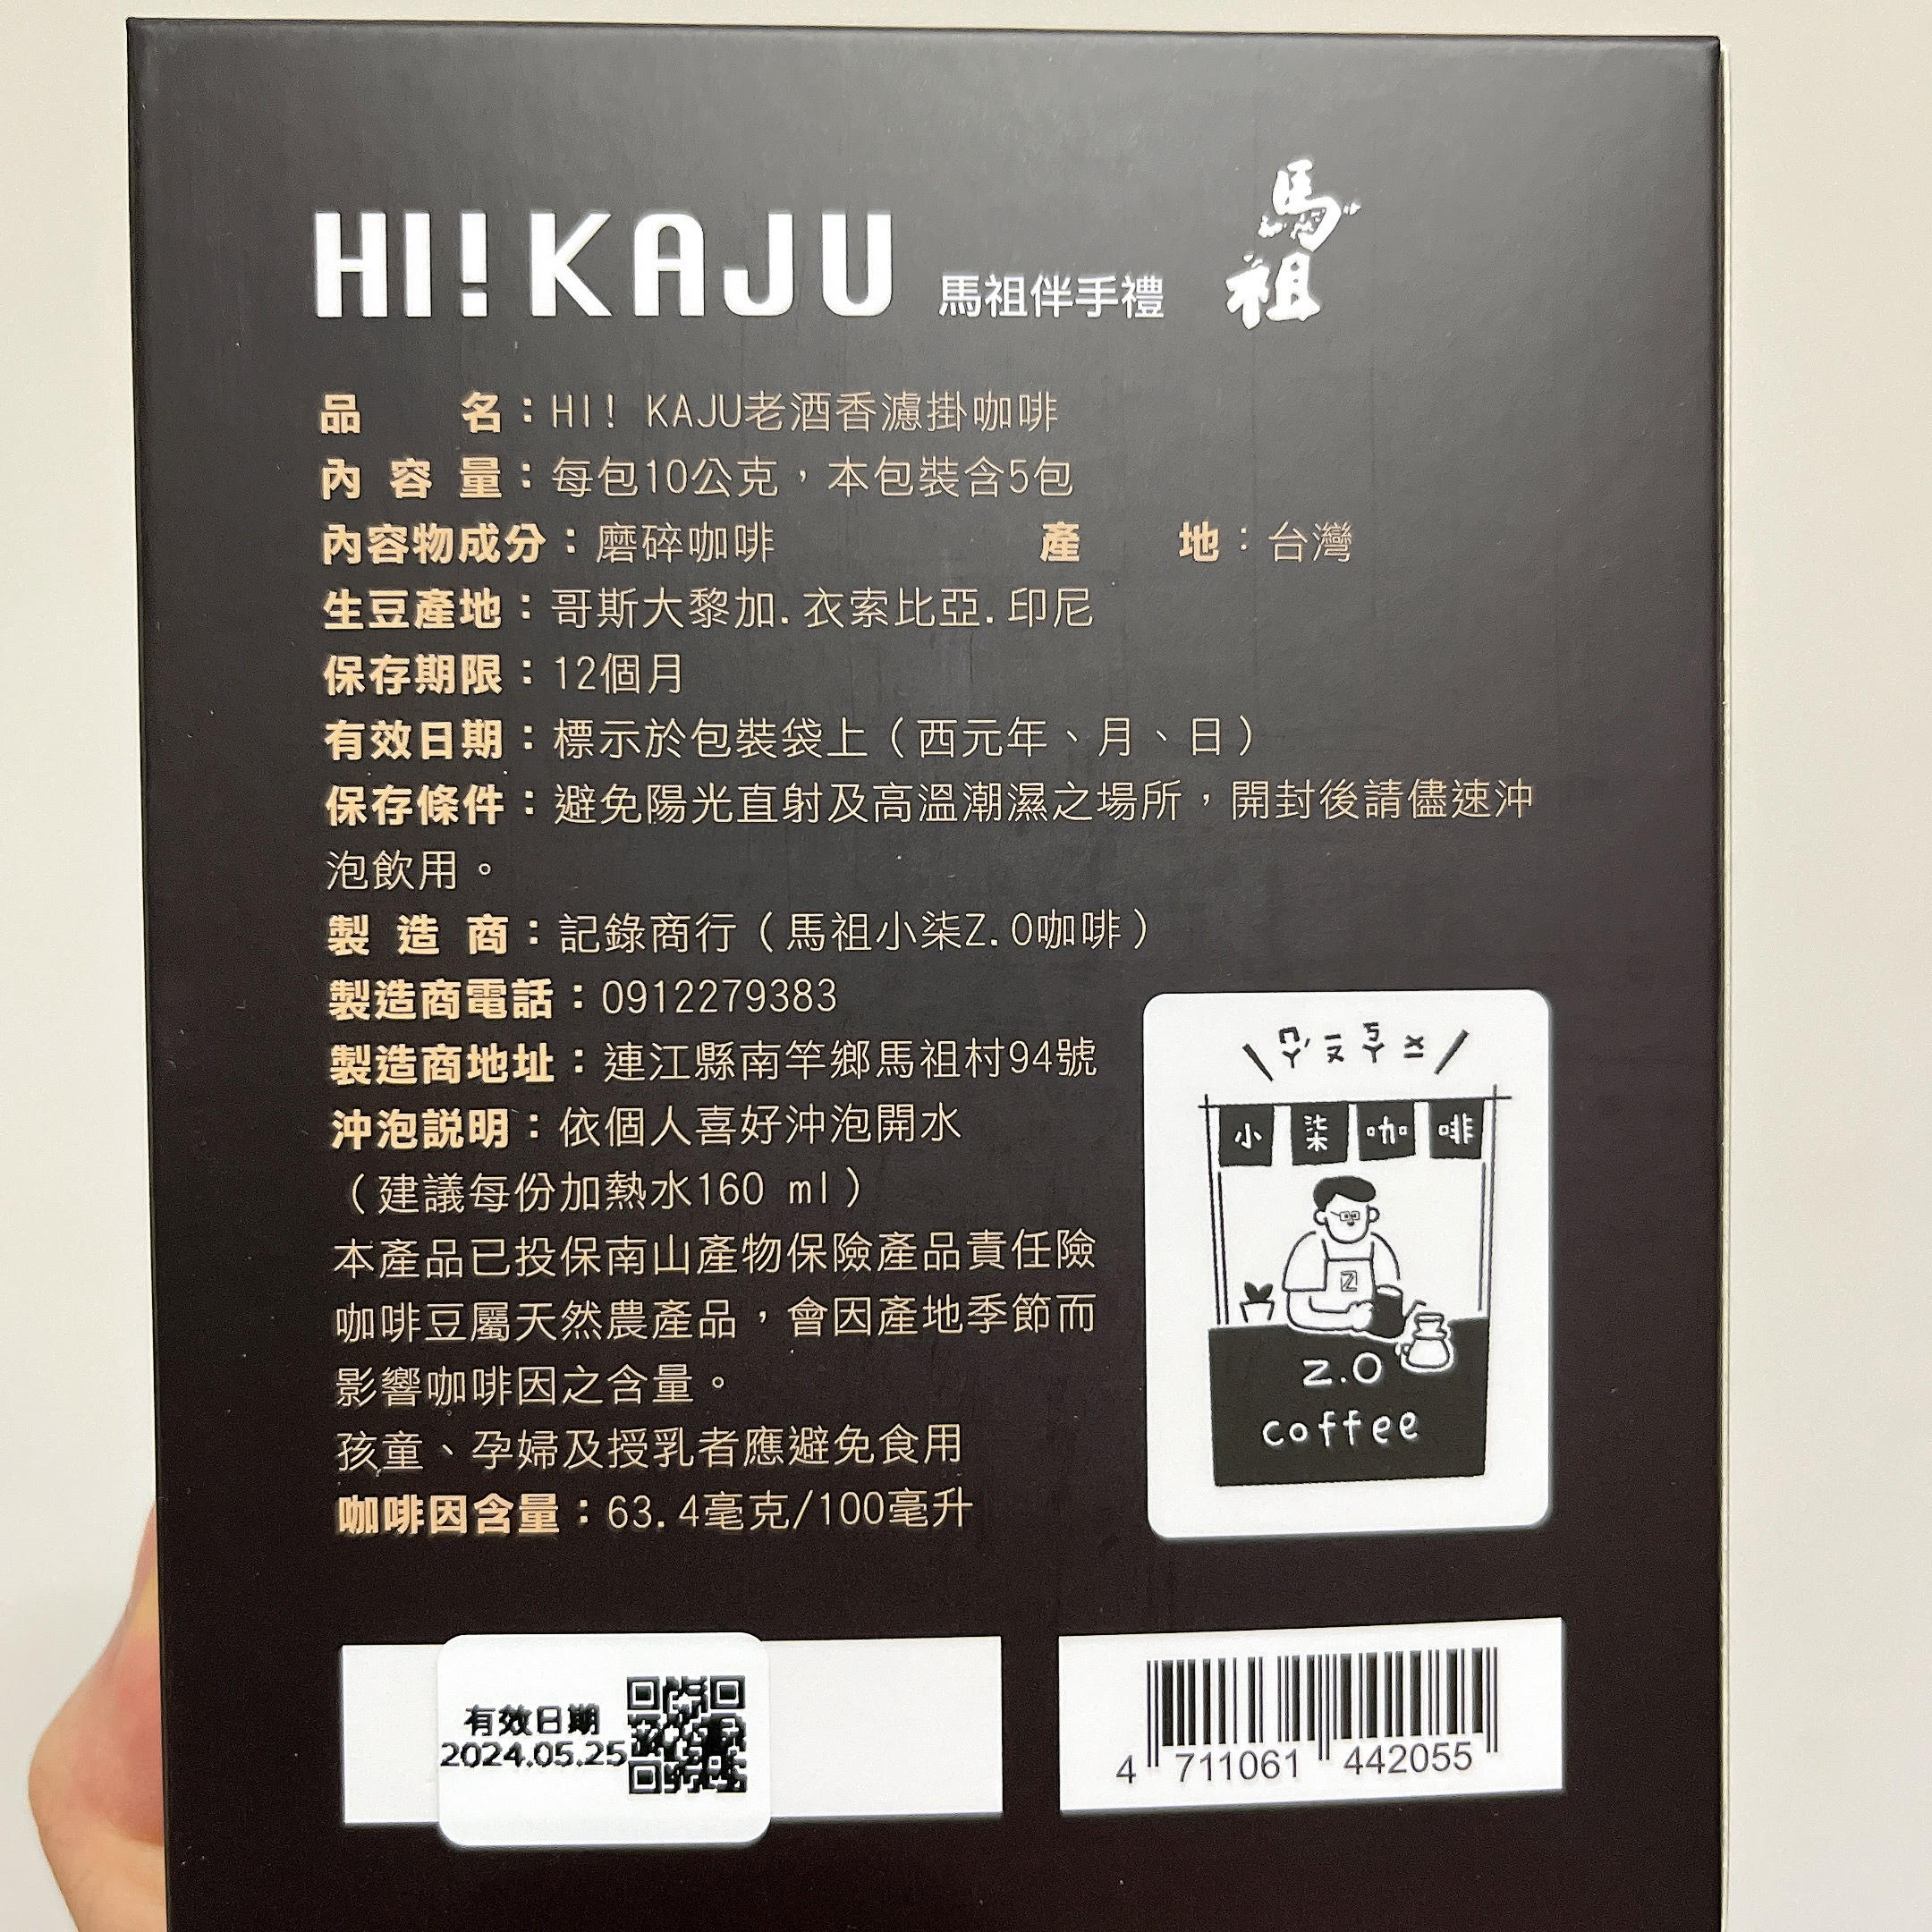 HI!KAJU 馬祖伴手禮 馬祖
品名：HI! KAJU老酒香濾掛咖啡
內容量：每包10公克，本包裝含5包
內容物成分：磨碎咖啡 產地：台灣
生豆產地：哥斯大黎加.衣索比亞.印尼
保存期限：12個月
有效日期：標示於包裝袋上（西元年、月、日）
保存條件：避免陽光直射及高溫潮濕之場所，開封後請儘速沖
泡飲用。
製造商：記錄商行（馬祖小柒Z.O咖啡）
製造商電話：0912279383
製造商地址：連江縣南竿鄉馬祖村94號
沖泡説明：依個人喜好沖泡開水
（建議每份加熱水160 ml）
本產品已投保南山產物保險產品責任險
咖啡豆屬天然農產品，會因產地季節而
影響咖啡因之含量。
孩童、孕婦及授乳者應避免食用
咖啡因含量：63.4毫克/100毫升
小柒咖啡
Z
Z.O
coffee
有效日期
2024.05.25
4 711061 442055